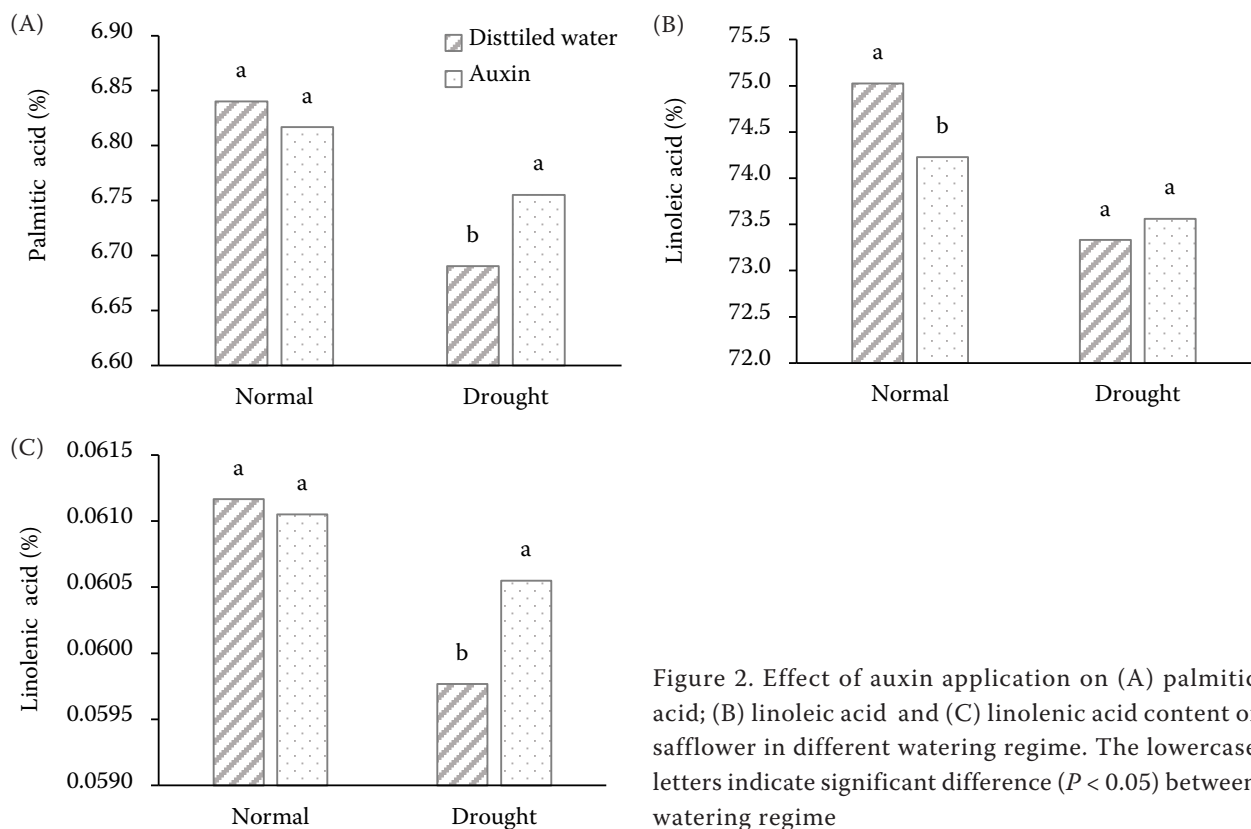 (A)
Palmitic acid (%)
6.90
6.85
6.80
6.75
6.70
6.65
6.60
a
a
b
a
Normal
Drought
Disttiled water
Auxin
(B)
Linoleic acid (%)
75.5
75.0
74.5
74.0
73.5
73.0
72.0
a
b
a
a
Normal
Drought
(C)
Linolenic acid (%)
0.0615
0.0610
0.0605
0.0600
0.0595
0.0590
a
a
b
a
Normal
Drought
Figure 2. Effect of auxin application on (A) palmitic
acid; (B) linoleic acid and (C) linolenic acid content of
safflower in different watering regime. The lowercase
letters indicate significant difference (P < 0.05) between
watering regime